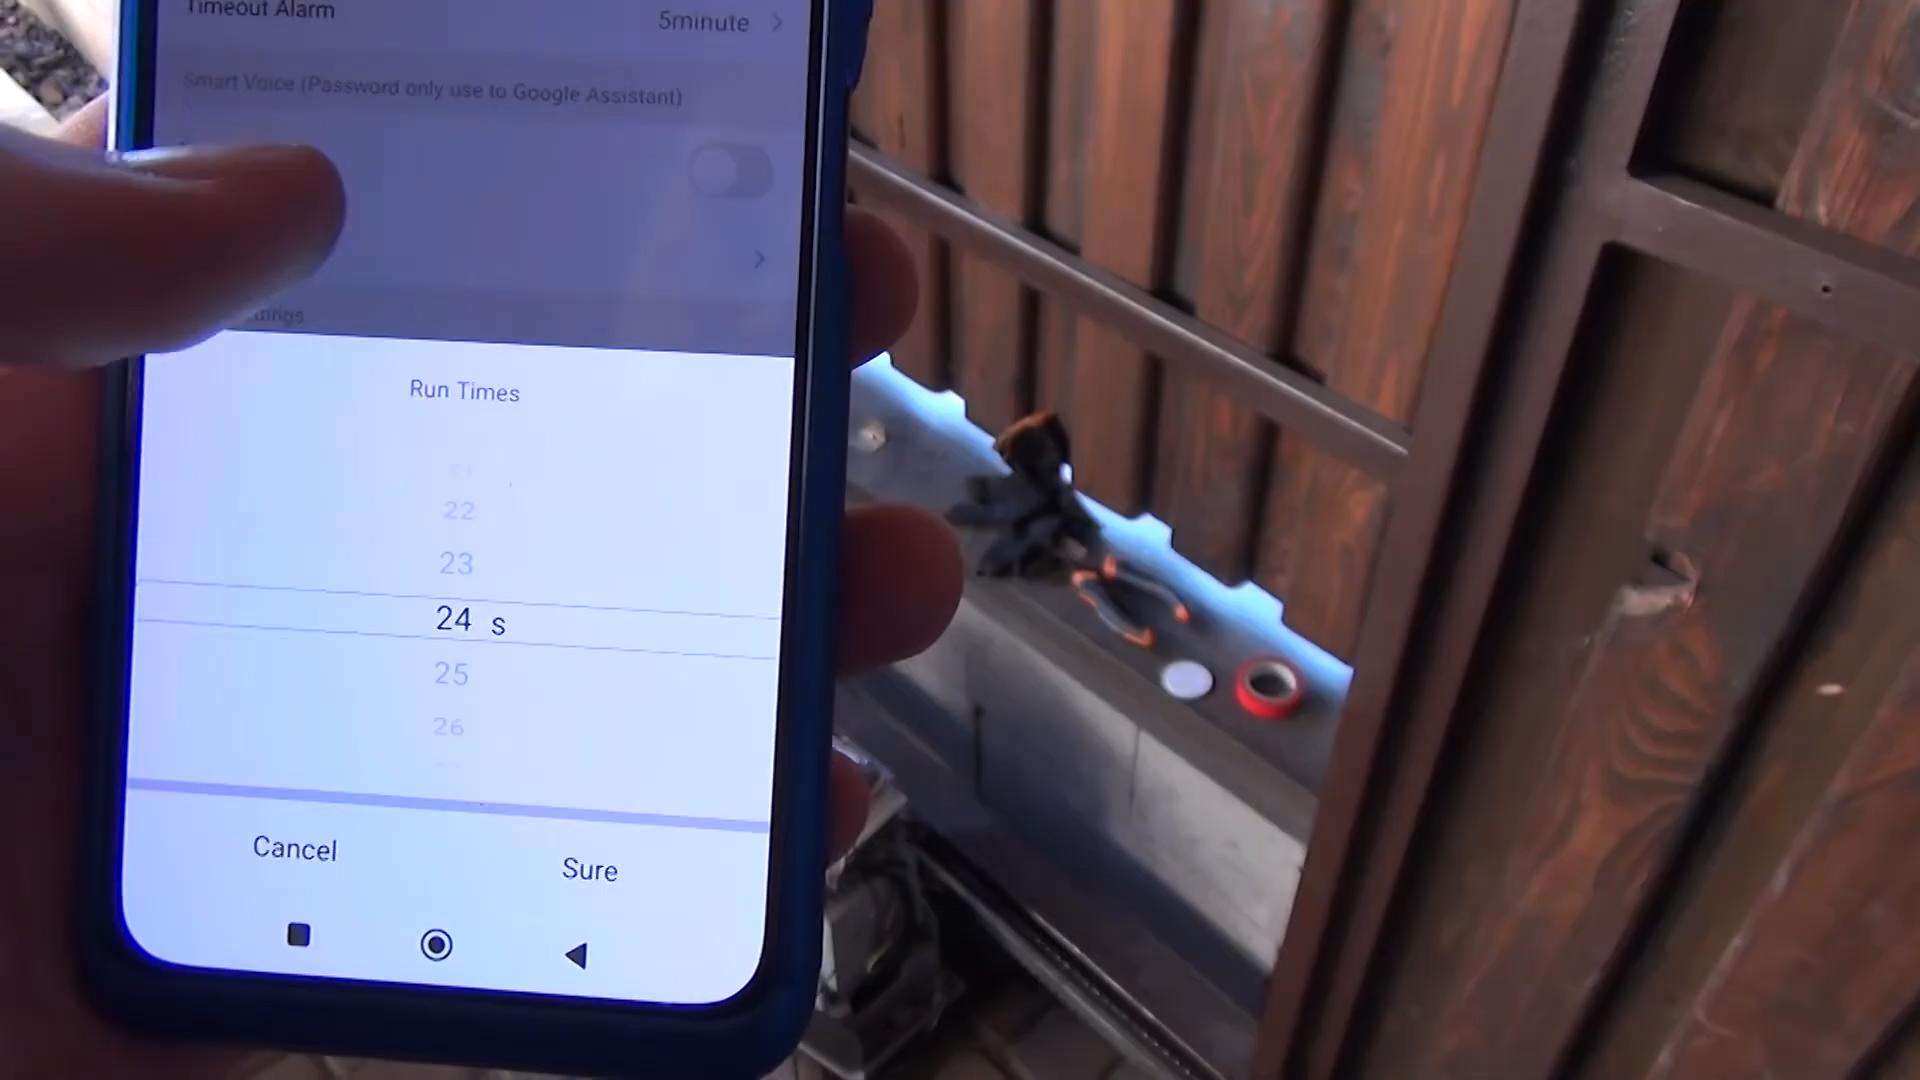 Timeout Alarm
5minute
Smart Voice (Password only use to Google Assistant)
Run Times
21
22
23
24 s
25
26
Cancel
Sure